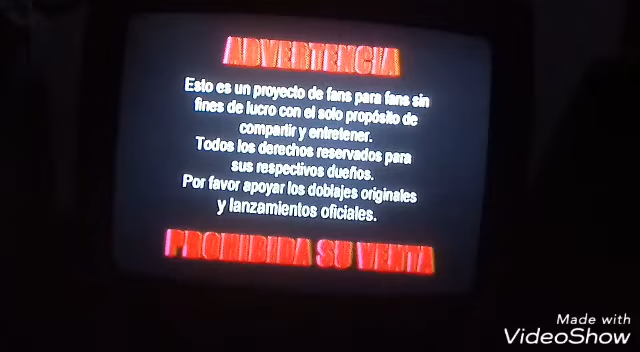 ADVERTENCIA
Esto es un proyecto de fans para fans sin
fines de lucro con el solo propósito de
compartir y entretener.
Todos los derechos reservados para
sus respectivos dueños.
Por favor apoyar los doblajes originales
y lanzamientos oficiales.
PROHIBIDA SU VENTA
Made with
VideoShow